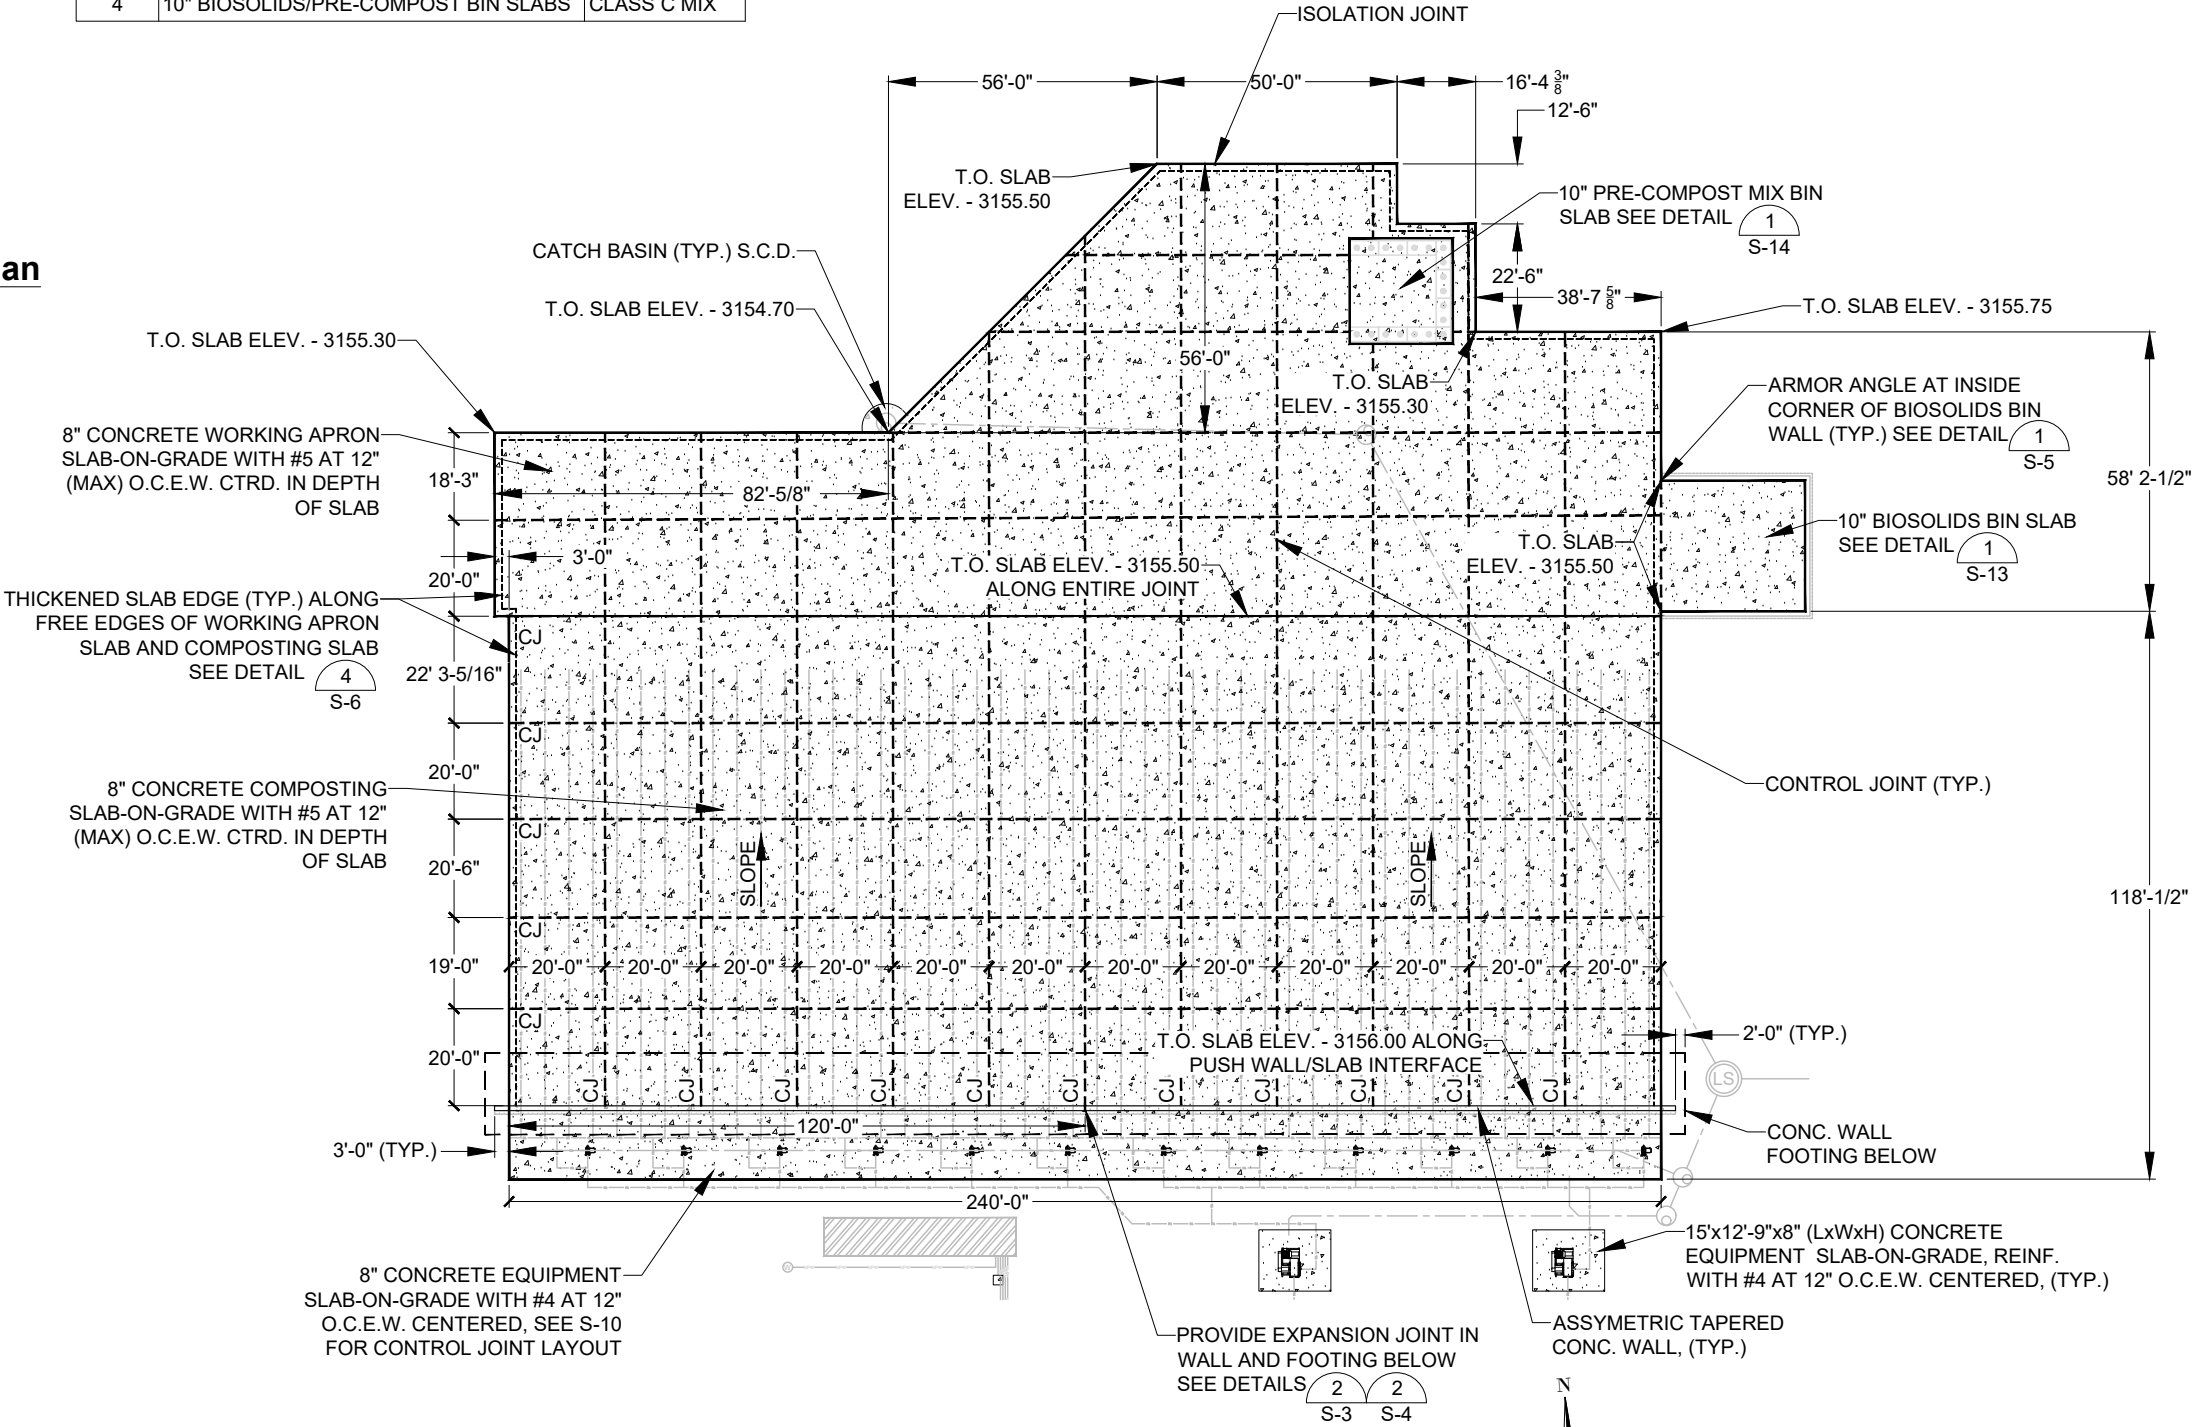 4 10" BIOSOLIDS/PRE-COMPOST BIN SLABS CLASS C MIX
ISOLATION JOINT
56'-0" 50'-0" 16'-4 3/8"
12'-6"
T.O. SLAB
ELEV. - 3155.50
10" PRE-COMPOST MIX BIN
SLAB SEE DETAIL 1
S-14
an
CATCH BASIN (TYP.) S.C.D.
22'-6"
38'-7 5/8"
T.O. SLAB ELEV. - 3154.70
T.O. SLAB ELEV. - 3155.75
T.O. SLAB ELEV. - 3155.30
56'-0"
T.O. SLAB
ELEV. - 3155.30
ARMOR ANGLE AT INSIDE
CORNER OF BIOSOLIDS BIN
WALL (TYP.) SEE DETAIL 1
S-5
8" CONCRETE WORKING APRON
SLAB-ON-GRADE WITH #5 AT 12"
(MAX) O.C.E.W. CTRD. IN DEPTH
OF SLAB
18'-3"
82'-5/8"
58' 2-1/2"
10" BIOSOLIDS BIN SLAB
SEE DETAIL 1
S-13
T.O. SLAB
ELEV. - 3155.50
3'-0"
20'-0"
T.O. SLAB ELEV. - 3155.50
ALONG ENTIRE JOINT
THICKENED SLAB EDGE (TYP.) ALONG
FREE EDGES OF WORKING APRON
SLAB AND COMPOSTING SLAB
SEE DETAIL 4
S-6
CJ
22' 3-5/16"
CJ
20'-0"
CONTROL JOINT (TYP.)
8" CONCRETE COMPOSTING
SLAB-ON-GRADE WITH #5 AT 12"
(MAX) O.C.E.W. CTRD. IN DEPTH
OF SLAB
CJ
20'-6"
SLOPE SLOPE
118'-1/2"
CJ
19'-0"
20'-0" 20'-0" 20'-0" 20'-0" 20'-0" 20'-0" 20'-0" 20'-0" 20'-0" 20'-0" 20'-0" 20'-0"
CJ
20'-0"
T.O. SLAB ELEV. - 3156.00 ALONG
PUSH WALL/SLAB INTERFACE
2'-0" (TYP.)
LS
CJ CJ CJ CJ CJ CJ CJ CJ CJ CJ CJ
120'-0"
3'-0" (TYP.)
CONC. WALL
FOOTING BELOW
240'-0"
15'x12'-9"x8" (LxWxH) CONCRETE
EQUIPMENT SLAB-ON-GRADE, REINF.
WITH #4 AT 12" O.C.E.W. CENTERED, (TYP.)
8" CONCRETE EQUIPMENT
SLAB-ON-GRADE WITH #4 AT 12"
O.C.E.W. CENTERED, SEE S-10
FOR CONTROL JOINT LAYOUT
PROVIDE EXPANSION JOINT IN
WALL AND FOOTING BELOW
SEE DETAILS 2 2
S-3 S-4
ASSYMETRIC TAPERED
CONC. WALL, (TYP.)
N